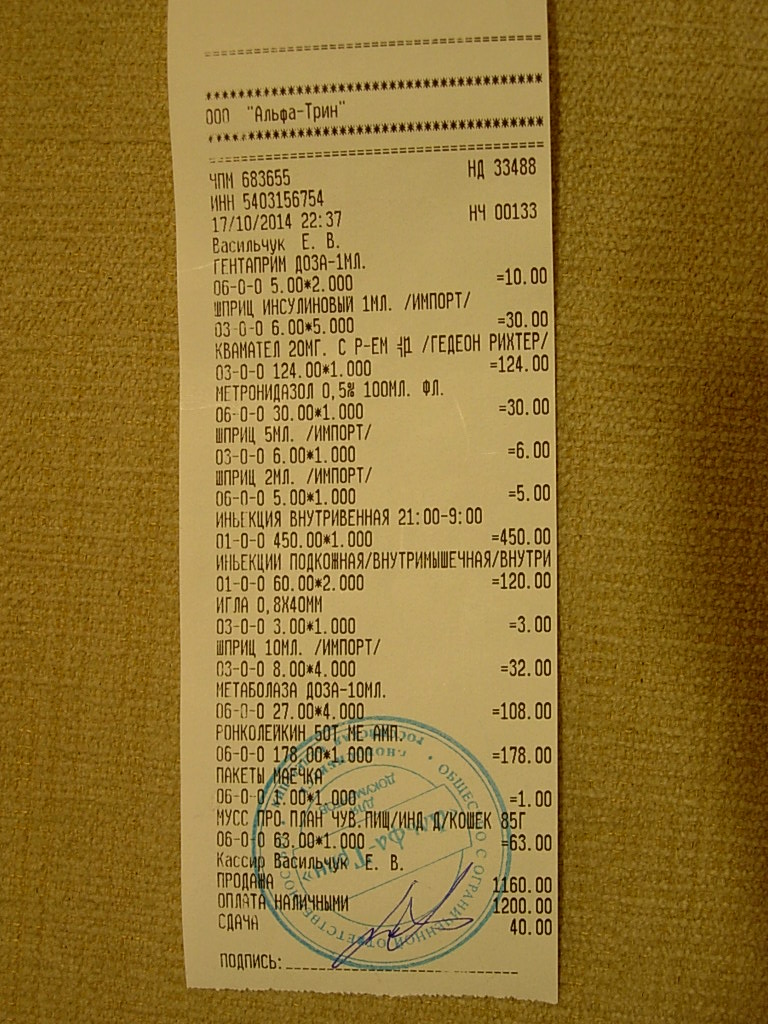 ==========================================
******************************************
ООО "Альфа-Трин"
******************************************
==========================================
ЧПМ 683655 НД 33488
ИНН 5403156754
17/10/2014 22:37 НЧ 00133
Васильчук Е. В.
ГЕНТАПРИМ ДОЗА-1МЛ.
06-0-0 5.00*2.000 =10.00
ШПРИЦ ИНСУЛИНОВЫЙ 1МЛ. /ИМПОРТ/
03-0-0 6.00*5.000 =30.00
КВАМАТЕЛ 20МГ. С Р-ЕМ /ГЕДЕОН РИХТЕР/
03-0-0 124.00*1.000 =124.00
МЕТРОНИДАЗОЛ 0,5% 100МЛ. ФЛ.
06-0-0 30.00*1.000 =30.00
ШПРИЦ 5МЛ. /ИМПОРТ/
03-0-0 6.00*1.000 =6.00
ШПРИЦ 2МЛ. /ИМПОРТ/
06-0-0 5.00*1.000 =5.00
ИНЬЕКЦИЯ ВНУТРИВЕННАЯ 21:00-9:00
01-0-0 450.00*1.000 =450.00
ИНЬЕКЦИИ ПОДКОЖНАЯ/ВНУТРИМЫШЕЧНАЯ/ВНУТРИ
01-0-0 60.00*2.000 =120.00
ИГЛА 0,8Х40ММ
03-0-0 3.00*1.000 =3.00
ШПРИЦ 10МЛ. /ИМПОРТ/
03-0-0 8.00*4.000 =32.00
МЕТАБОЛАЗА ДОЗА-10МЛ.
06-0-0 27.00*4.000 =108.00
РОНКОЛЕЙКИН 50Т МЕ АМП.
06-0-0 178.00*1.000 =178.00
ПАКЕТЫ МАЕЧКА
06-0-0 1.00*1.000 =1.00
МУСС ПРО ПЛАН ЧУВ.ПИЩ/ИНД Д/КОШЕК 85Г
06-0-0 63.00*1.000 =63.00
Кассир Васильчук Е. В.
ПРОДАЖА 1160.00
ОПЛАТА НАЛИЧНЫМИ 1200.00
СДАЧА 40.00
ПОДПИСЬ:
ОБЩЕСТВО С ОГРАНИЧЕННОЙ ОТВЕТСТВЕННОСТЬЮ
ДЛЯ ДОКУМЕНТОВ